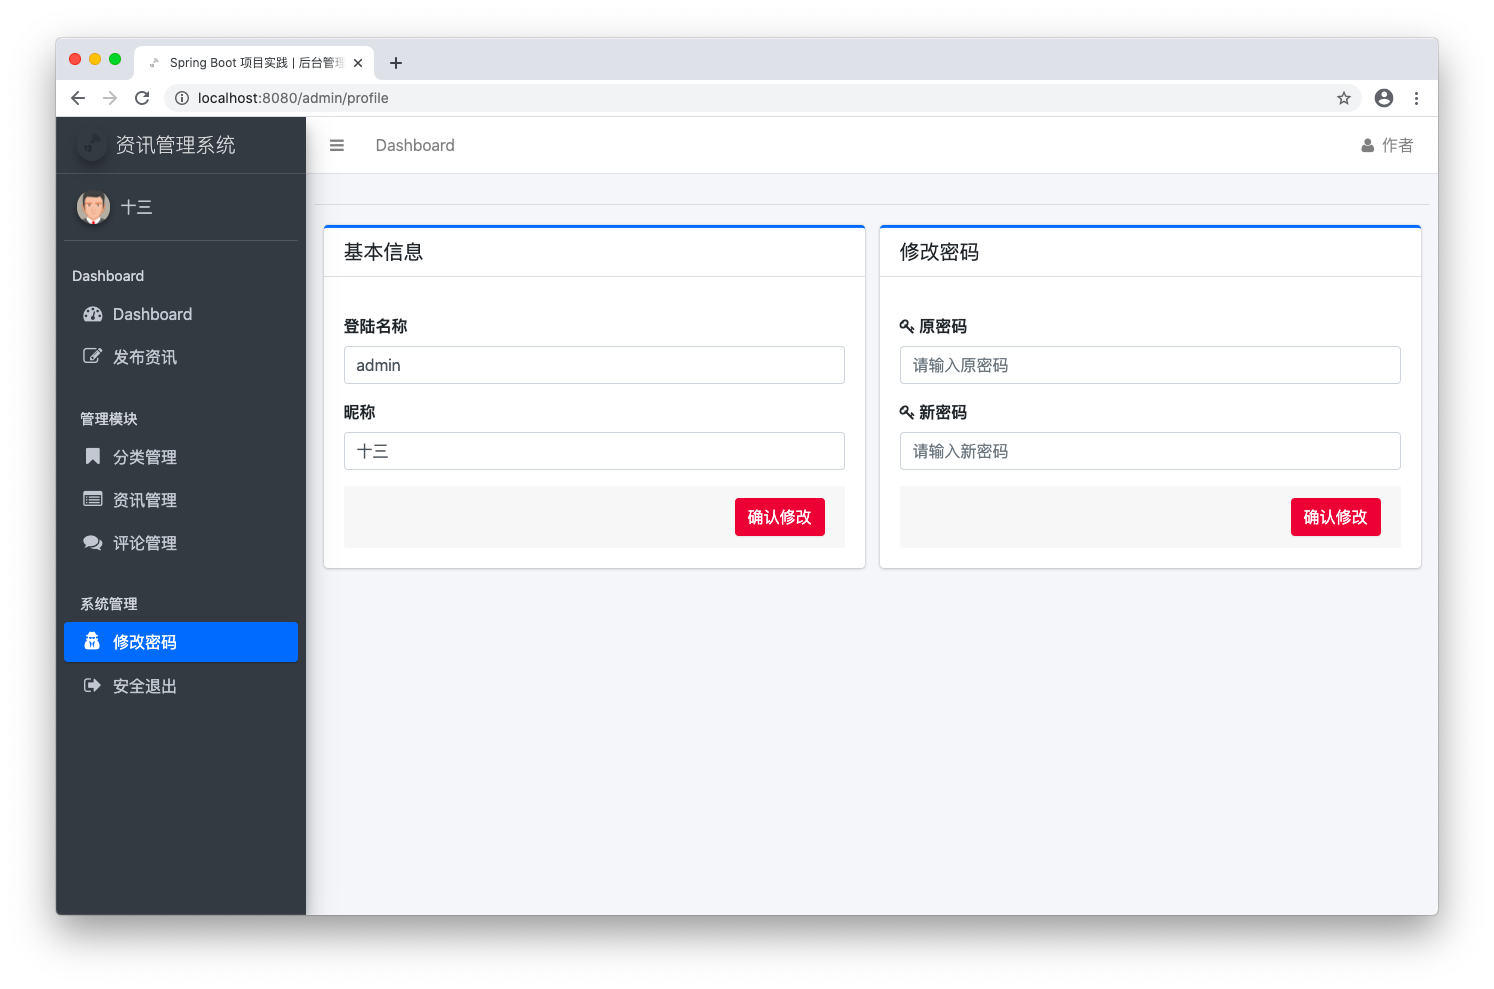 Spring Boot 项目实践 | 后台管理
localhost:8080/admin/profile
资讯管理系统
Dashboard
作者
十三
Dashboard
Dashboard
发布资讯
管理模块
分类管理
资讯管理
评论管理
系统管理
修改密码
安全退出
基本信息
登陆名称
admin
昵称
十三
确认修改
修改密码
原密码
请输入原密码
新密码
请输入新密码
确认修改